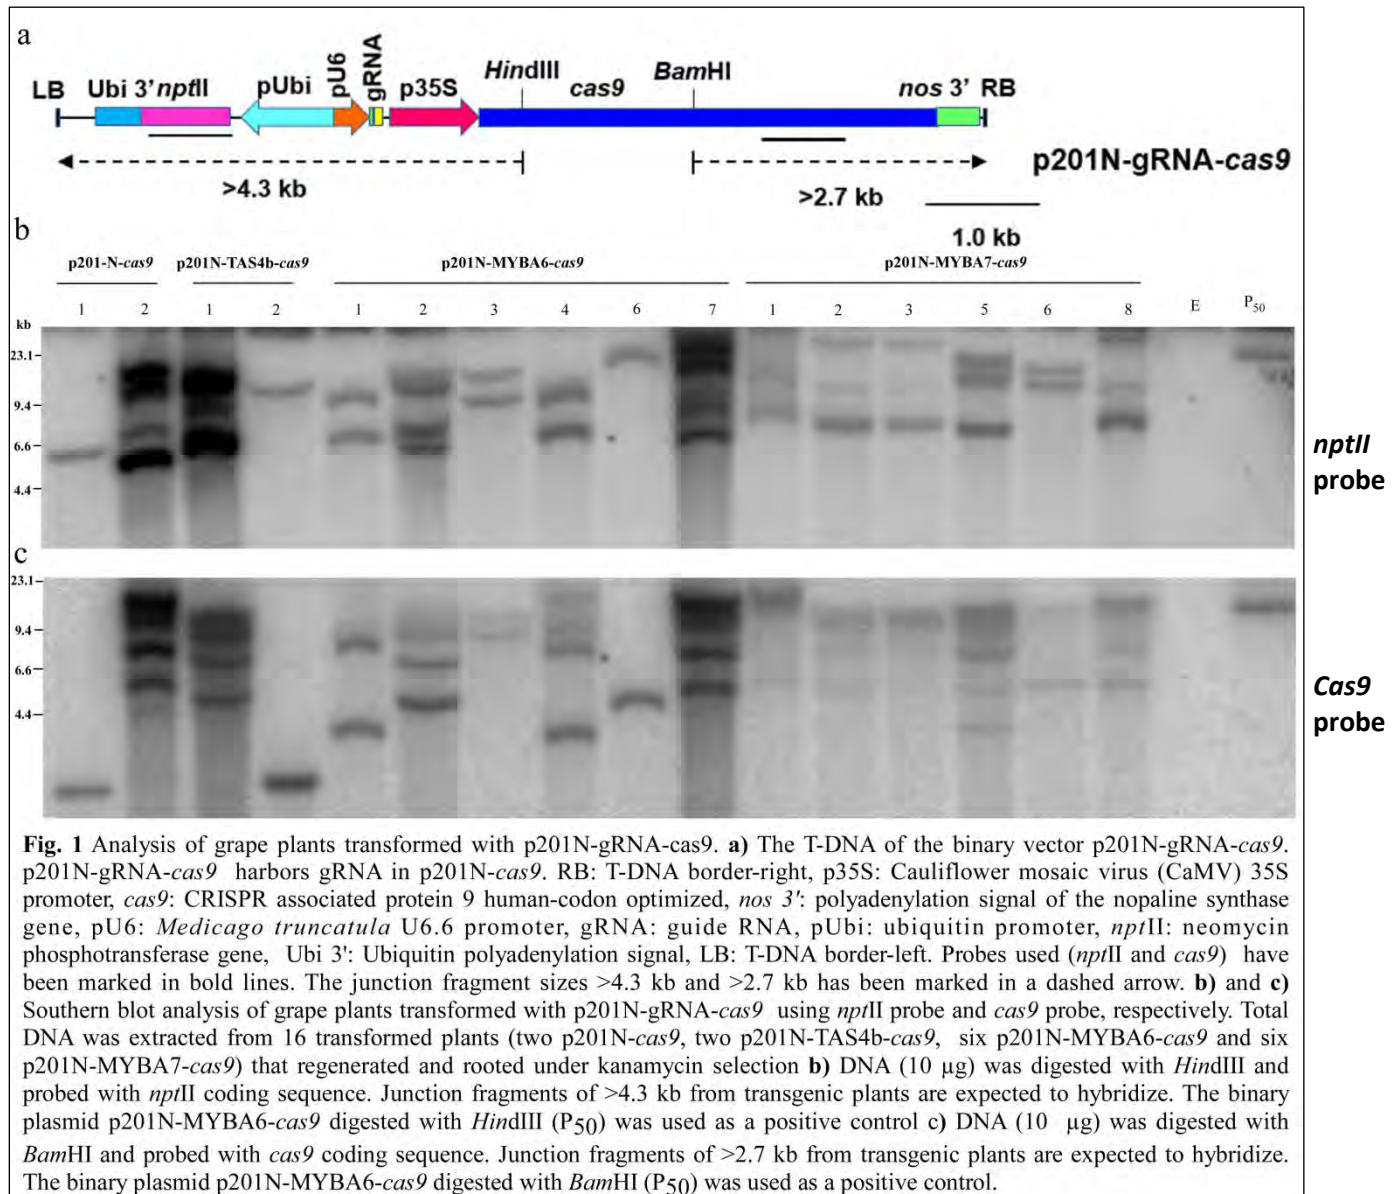 a
LB Ubi 3' nptII pUbi pU6 gRNA p35S HindIII cas9 BamHI nos 3' RB
>4.3 kb >2.7 kb p201N-gRNA-cas9
1.0 kb
b
p201-N-cas9 p201N-TAS4b-cas9 p201N-MYBA6-cas9 p201N-MYBA7-cas9
1 2 1 2 1 2 3 4 6 7 1 2 3 5 6 8 E P50
kb
23.1
9.4
6.6
4.4
nptII
probe
c
23.1
9.4
6.6
4.4
Cas9
probe
Fig. 1 Analysis of grape plants transformed with p201N-gRNA-cas9. a) The T-DNA of the binary vector p201N-gRNA-cas9.
p201N-gRNA-cas9 harbors gRNA in p201N-cas9. RB: T-DNA border-right, p35S: Cauliflower mosaic virus (CaMV) 35S
promoter, cas9: CRISPR associated protein 9 human-codon optimized, nos 3': polyadenylation signal of the nopaline synthase
gene, pU6: Medicago truncatula U6.6 promoter, gRNA: guide RNA, pUbi: ubiquitin promoter, nptII: neomycin
phosphotransferase gene, Ubi 3': Ubiquitin polyadenylation signal, LB: T-DNA border-left. Probes used (nptII and cas9) have
been marked in bold lines. The junction fragment sizes >4.3 kb and >2.7 kb has been marked in a dashed arrow. b) and c)
Southern blot analysis of grape plants transformed with p201N-gRNA-cas9 using nptII probe and cas9 probe, respectively. Total
DNA was extracted from 16 transformed plants (two p201N-cas9, two p201N-TAS4b-cas9, six p201N-MYBA6-cas9 and six
p201N-MYBA7-cas9) that regenerated and rooted under kanamycin selection b) DNA (10 µg) was digested with HindIII and
probed with nptII coding sequence. Junction fragments of >4.3 kb from transgenic plants are expected to hybridize. The binary
plasmid p201N-MYBA6-cas9 digested with HindIII (P50) was used as a positive control c) DNA (10 µg) was digested with
BamHI and probed with cas9 coding sequence. Junction fragments of >2.7 kb from transgenic plants are expected to hybridize.
The binary plasmid p201N-MYBA6-cas9 digested with BamHI (P50) was used as a positive control.